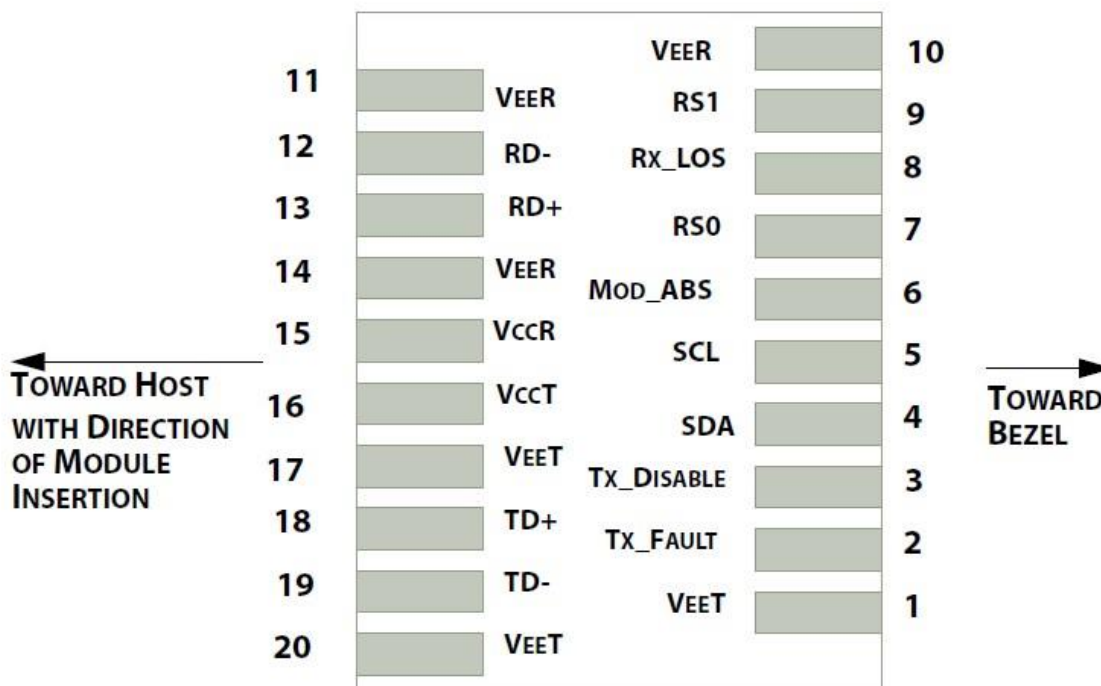 11 VEER
12 RD-
13 RD+
14 VEER
15 VCCR
16 VCCT
17 VEET
18 TD+
19 TD-
20 VEET
TOWARD HOST
WITH DIRECTION
OF MODULE
INSERTION
VEER 10
RS1 9
RX_LOS 8
RS0 7
MOD_ABS 6
SCL 5
SDA 4
TX_DISABLE 3
TX_FAULT 2
VEET 1
TOWARD
BEZEL